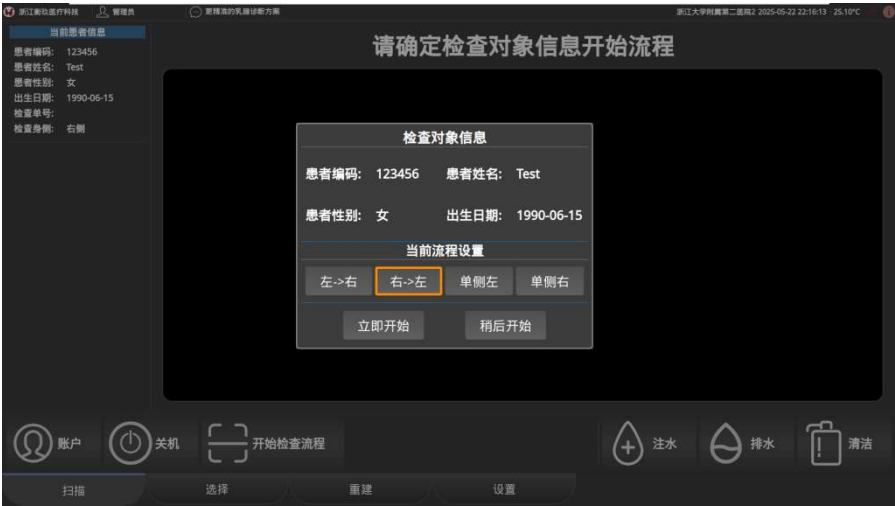 浙江衡玖医疗科技 管理员 更精准的乳腺诊断方案 浙江大学附属第二医院2 2025-05-22 22:16:13 25.10°C
当前患者信息
患者编码: 123456
患者姓名: Test
患者性别: 女
出生日期: 1990-06-15
检查单号:
检查身侧: 右侧
请确定检查对象信息开始流程
检查对象信息
患者编码: 123456 患者姓名: Test
患者性别: 女 出生日期: 1990-06-15
当前流程设置
左->右 右->左 单侧左 单侧右
立即开始 稍后开始
账户 关机 开始检查流程 注水 排水 清洁
扫描 选择 重建 设置